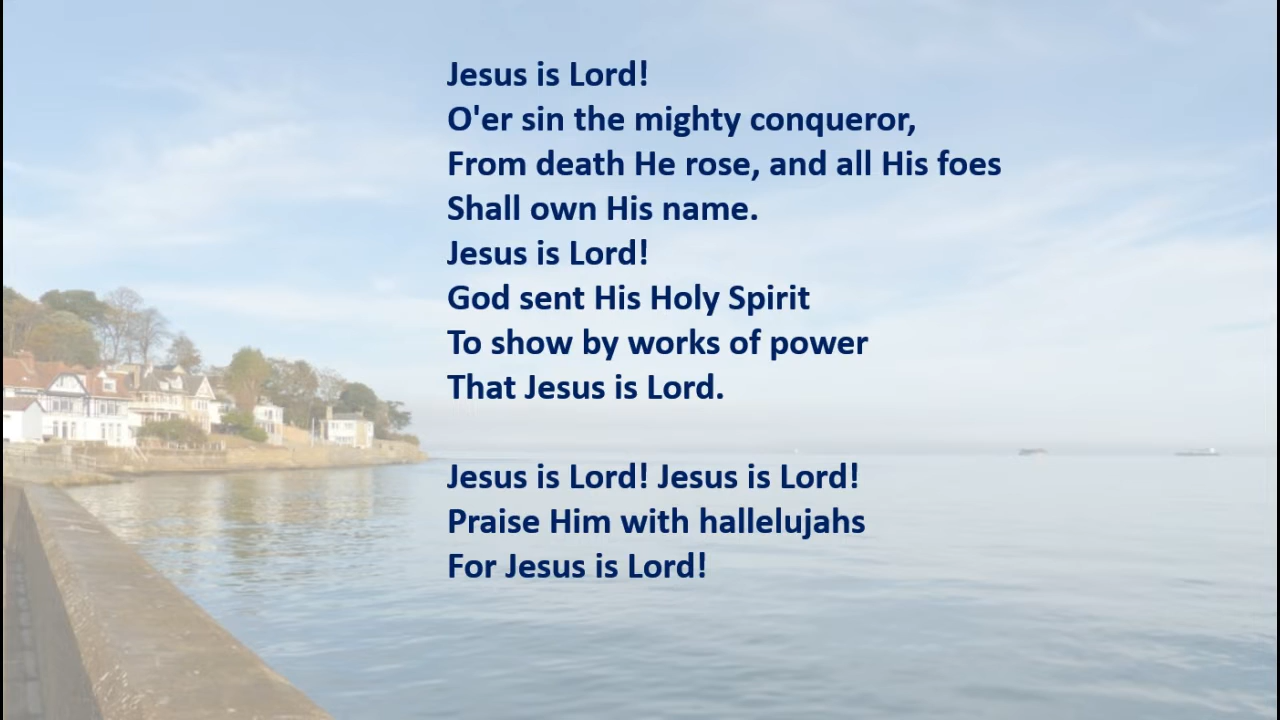 Jesus is Lord!
O'er sin the mighty conqueror,
From death He rose, and all His foes
Shall own His name.
Jesus is Lord!
God sent His Holy Spirit
To show by works of power
That Jesus is Lord.
Jesus is Lord! Jesus is Lord!
Praise Him with hallelujahs
For Jesus is Lord!